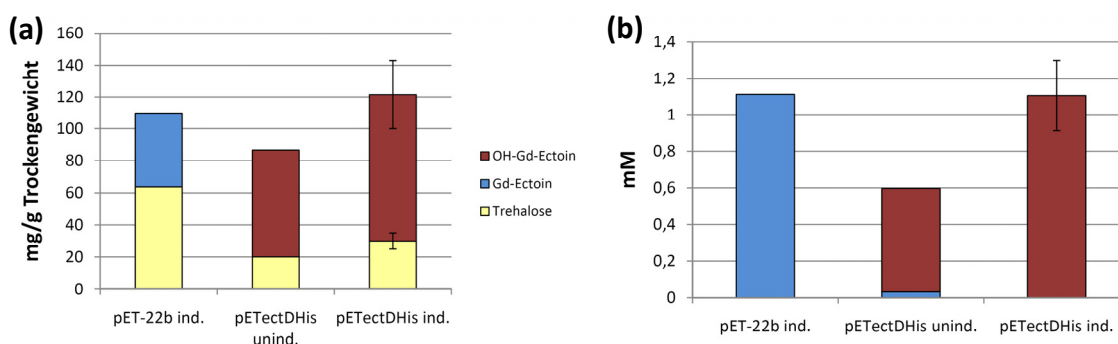 (a)
mg/g Trockengewicht
160
140
120
100
80
60
40
20
0
pET-22b ind.
pETectDHis
unind.
pETectDHis ind.
OH-Gd-Ectoin
Gd-Ectoin
Trehalose
(b)
mM
1,4
1,2
1
0,8
0,6
0,4
0,2
0
pET-22b ind.
pETectDHis unind.
pETectDHis ind.